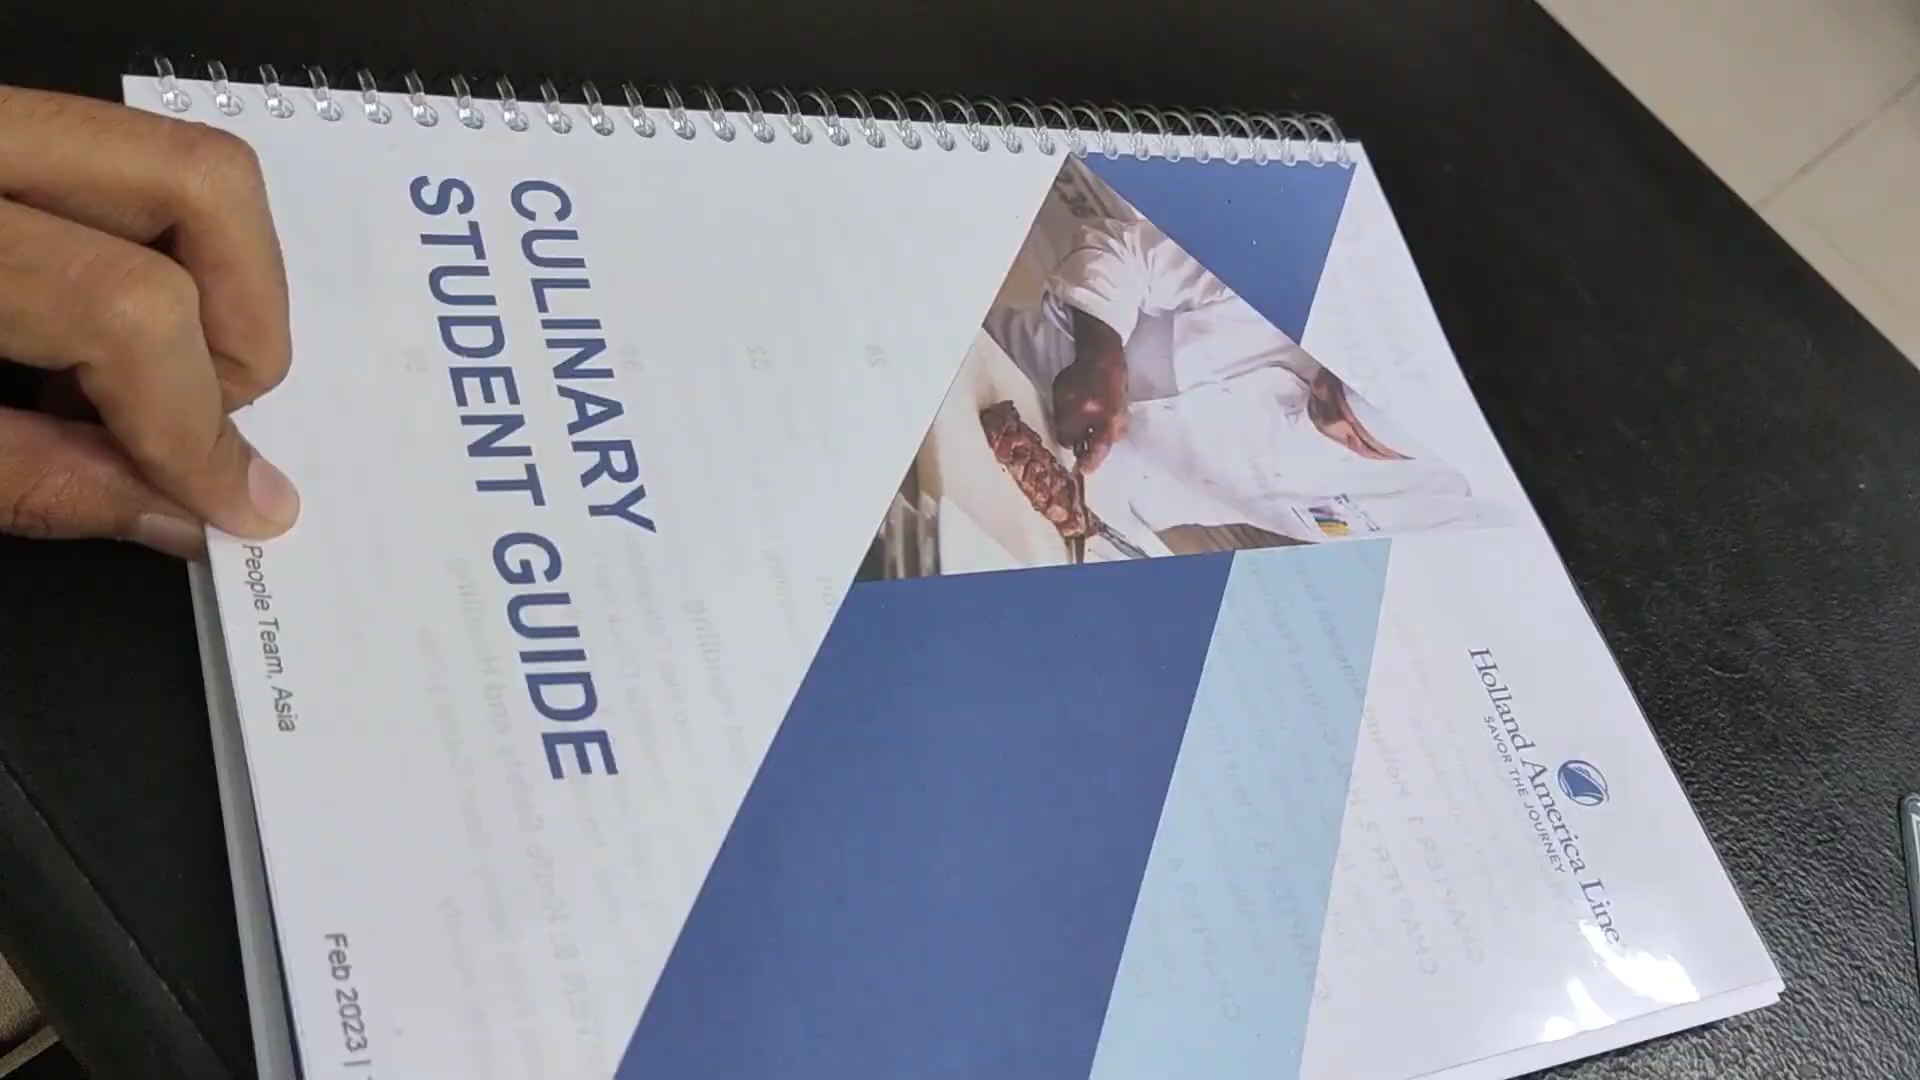 Holland America Line
SAVOR THE JOURNEY
CULINARY
STUDENT GUIDE
People Team, Asia
Feb 2023 |